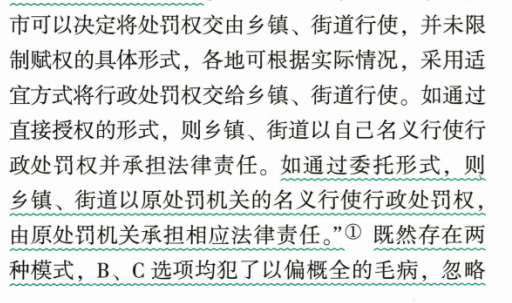 市可以决定将处罚权交由乡镇、街道行使，并未限
制赋权的具体形式，各地可根据实际情况，采用适
宜方式将行政处罚权交给乡镇、街道行使。如通过
直接授权的形式，则乡镇、街道以自己名义行使行
政处罚权并承担法律责任。如通过委托形式，则
乡镇、街道以原处罚机关的名义行使行政处罚权，
由原处罚机关承担相应法律责任。”① 既然存在两
种模式，B、C 选项均犯了以偏概全的毛病，忽略